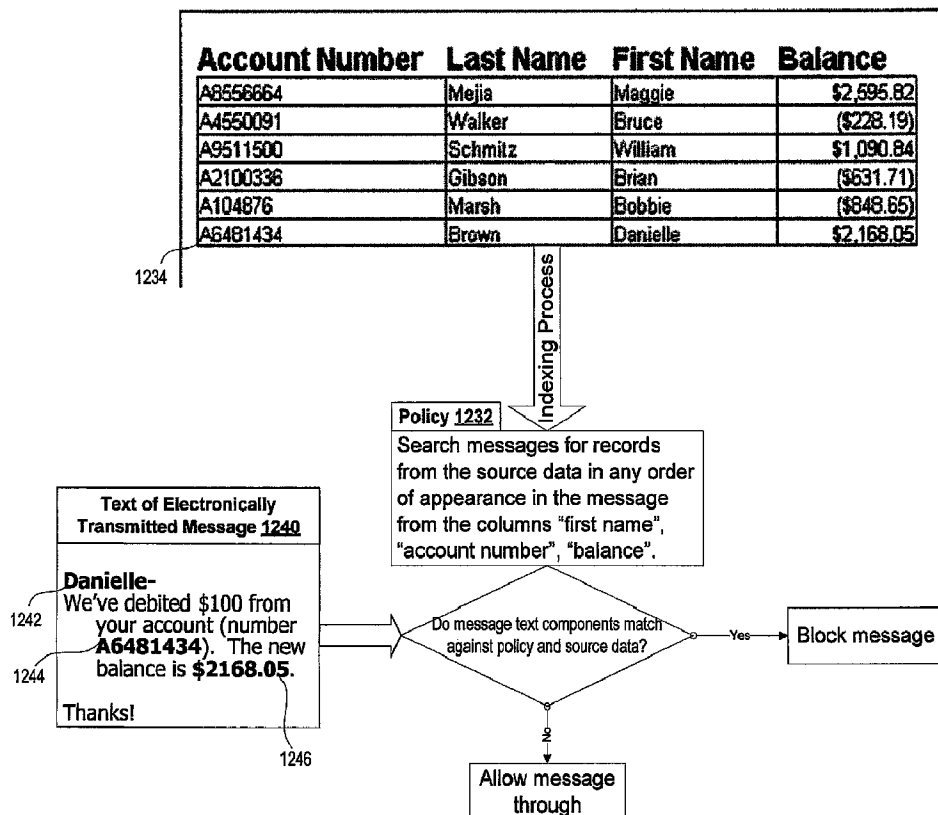 Account Number Last Name First Name Balance
A8556664 Mejia Maggie $2,595.82
A4550091 Walker Bruce ($228.19)
A9511500 Schmitz William $1,090.84
A2100336 Gibson Brian ($631.71)
A104876 Marsh Bobbie ($848.65)
A6481434 Brown Danielle $2,168.05
1234
Indexing Process
Policy 1232
Search messages for records
from the source data in any order
of appearance in the message
from the columns “first name”,
“account number”, “balance”.
Text of Electronically
Transmitted Message 1240
Danielle-
We've debited $100 from
your account (number
A6481434). The new
balance is $2168.05.
Thanks!
1242
1244
1246
Do message text components match
against policy and source data?
Yes
Block message
No
Allow message
through